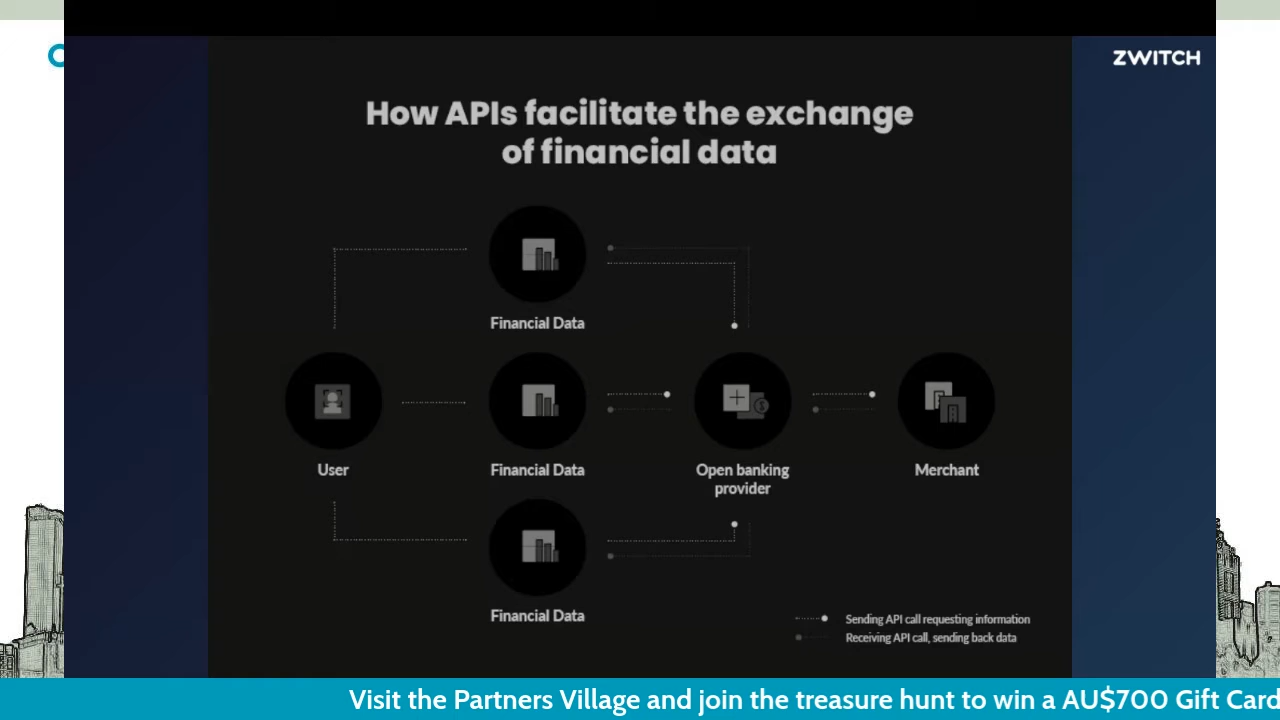 ZWITCH
How APIs facilitate the exchange
of financial data
Financial Data
User
Financial Data
Open banking
provider
Merchant
Financial Data
Sending API call requesting information
Receiving API call, sending back data
Visit the Partners Village and join the treasure hunt to win a AU$700 Gift Card